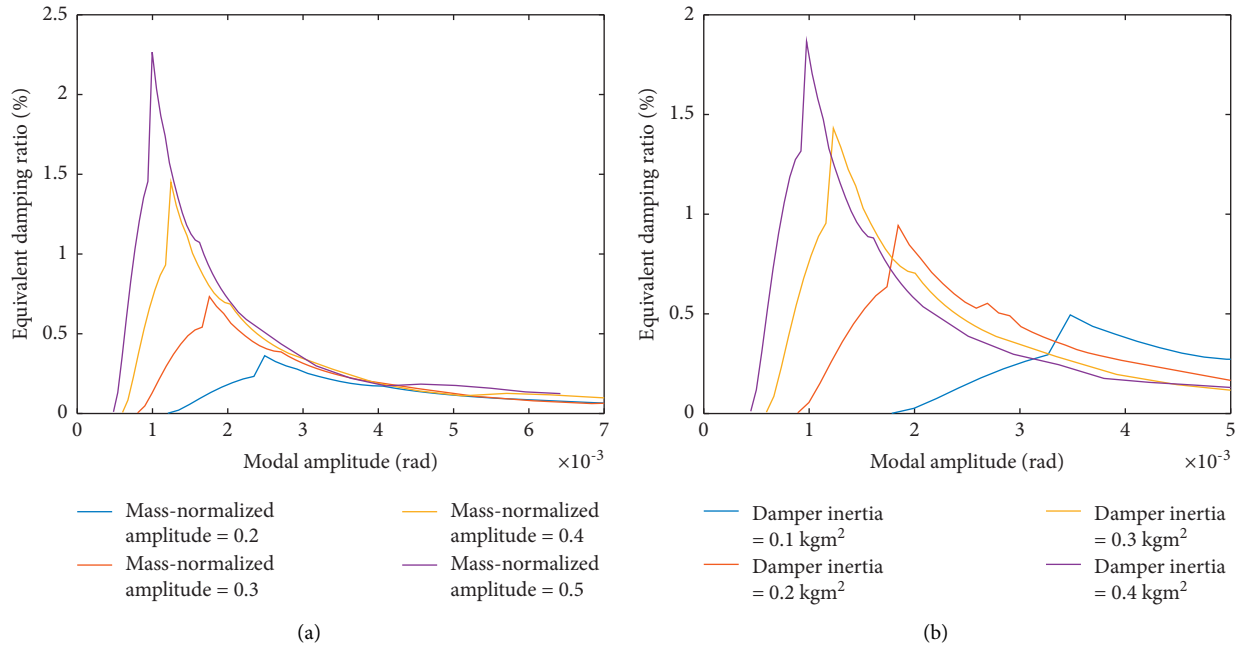 2.5
2
1.5
1
0.5
0
Equivalent damping ratio (%)
0 1 2 3 4 5 6 7
Modal amplitude (rad) ×10-3
Mass-normalized
amplitude = 0.2
Mass-normalized
amplitude = 0.3
Mass-normalized
amplitude = 0.4
Mass-normalized
amplitude = 0.5
(a)
2
1.5
1
0.5
0
Equivalent damping ratio (%)
0 1 2 3 4 5
Modal amplitude (rad) ×10-3
Damper inertia
= 0.1 kgm²
Damper inertia
= 0.2 kgm²
Damper inertia
= 0.3 kgm²
Damper inertia
= 0.4 kgm²
(b)